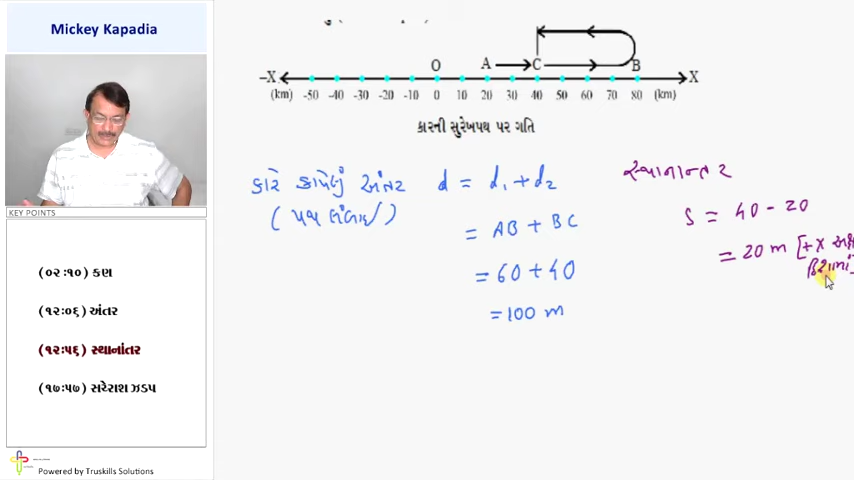 Mickey Kapadia
KEY POINTS
(૦૨:૧૦) કણ
(૧૨:૦૬) અંતર
(૧૨:૫૬) સ્થાનાંતર
(૧૭:૫૭) સરેરાશ ઝડપ
Powered by Truskills Solutions
O A C B
-X X
(km) -50 -40 -30 -20 -10 0 10 20 30 40 50 60 70 80 (km)
કારની સુરેખપથ પર ગતિ
કારે કાપેલું અંતર d = d₁ + d₂
(પથ લંબાઈ)
= AB + BC
= 60 + 40
= 100 m
સ્થાનાન્તર
S = 40 - 20
= 20 m [+x અક્ષ
દિશામાં